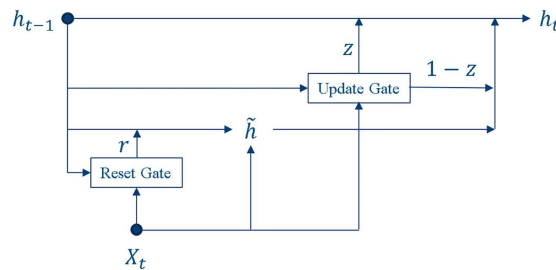 h_{t-1}
h_t
z
1 − z
Update Gate
r
h̃
Reset Gate
X_t